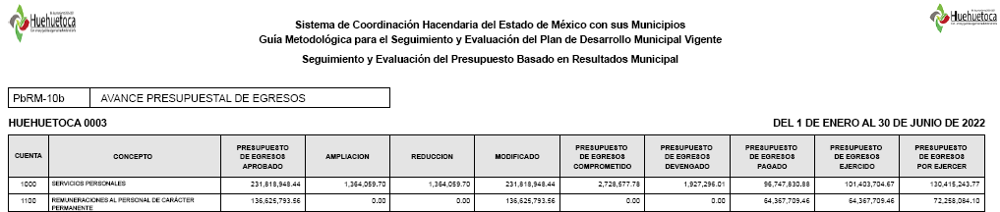 Huehuetoca
Sistema de Coordinación Hacendaria del Estado de México con sus Municipios
Huehuetoca
Guía Metodológica para el Seguimiento y Evaluación del Plan de Desarrollo Municipal Vigente
Seguimiento y Evaluación del Presupuesto Basado en Resultados Municipal
PbRM-10b AVANCE PRESUPUESTAL DE EGRESOS
HUEHUETOCA 0003 DEL 1 DE ENERO AL 30 DE JUNIO DE 2022
CUENTA CONCEPTO PRESUPUESTO DE EGRESOS APROBADO AMPLIACION REDUCCION MODIFICADO PRESUPUESTO DE EGRESOS COMPROMETIDO PRESUPUESTO DE EGRESOS DEVENGADO PRESUPUESTO DE EGRESOS PAGADO PRESUPUESTO DE EGRESOS EJERCIDO PRESUPUESTO DE EGRESOS POR EJERCER
1000 SERVICIOS PERSONALES 231,818,948.44 1,364,059.70 1,364,059.70 231,818,948.44 2,728,577.78 1,927,296.01 96,747,830.88 101,403,704.67 130,415,243.77
1100 REMUNERACIONES AL PERSONAL DE CARÁCTER PERMANENTE 136,625,793.56 0.00 0.00 136,625,793.56 0.00 0.00 64,367,709.46 64,367,709.46 72,258,084.10